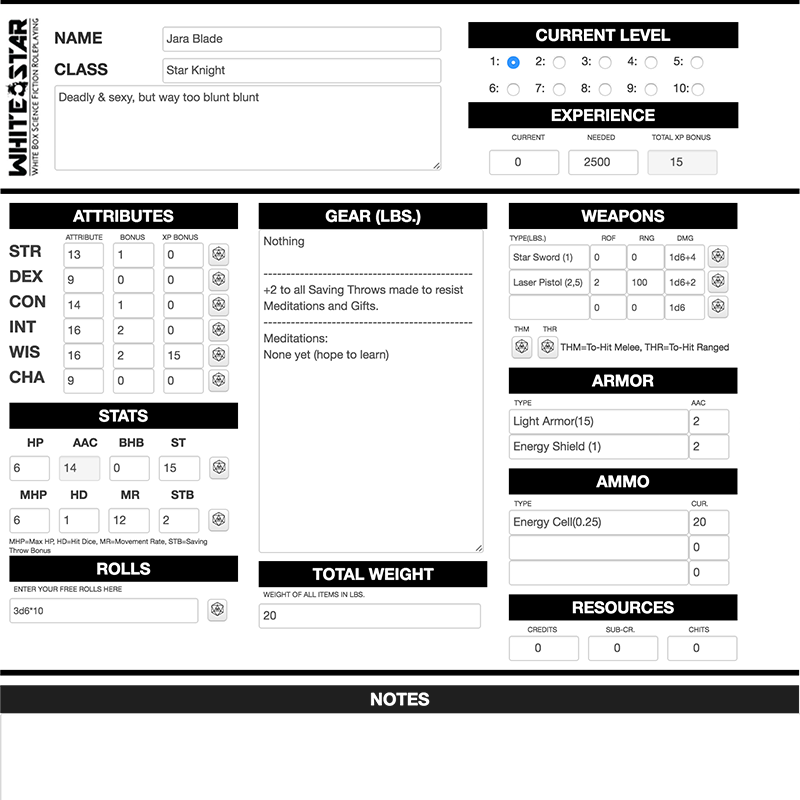 WHITE STAR
WHITE BOX SCIENCE FICTION ROLEPLAYING
NAME
Jara Blade
CLASS
Star Knight
Deadly & sexy, but way too blunt blunt
CURRENT LEVEL
1: 2: 3: 4: 5:
6: 7: 8: 9: 10:
EXPERIENCE
CURRENT NEEDED TOTAL XP BONUS
0 2500 15
ATTRIBUTES
ATTRIBUTE BONUS XP BONUS
STR 13 1 0
DEX 9 0 0
CON 14 1 0
INT 16 2 0
WIS 16 2 15
CHA 9 0 0
STATS
HP AAC BHB ST
6 14 0 15
MHP HD MR STB
6 1 12 2
MHP=Max HP, HD=Hit Dice, MR=Movement Rate, STB=Saving
Throw Bonus
ROLLS
ENTER YOUR FREE ROLLS HERE
3d6*10
GEAR (LBS.)
Nothing
------------------------------------------------
+2 to all Saving Throws made to resist
Meditations and Gifts.
------------------------------------------------
Meditations:
None yet (hope to learn)
TOTAL WEIGHT
WEIGHT OF ALL ITEMS IN LBS.
20
WEAPONS
TYPE(LBS.) ROF RNG DMG
Star Sword (1) 0 0 1d6+4
Laser Pistol (2,5) 2 100 1d6+2
0 0 1d6
THM THR
THM=To-Hit Melee, THR=To-Hit Ranged
ARMOR
TYPE AAC
Light Armor(15) 2
Energy Shield (1) 2
AMMO
TYPE CUR.
Energy Cell(0.25) 20
0
0
RESOURCES
CREDITS SUB-CR. CHITS
0 0 0
NOTES